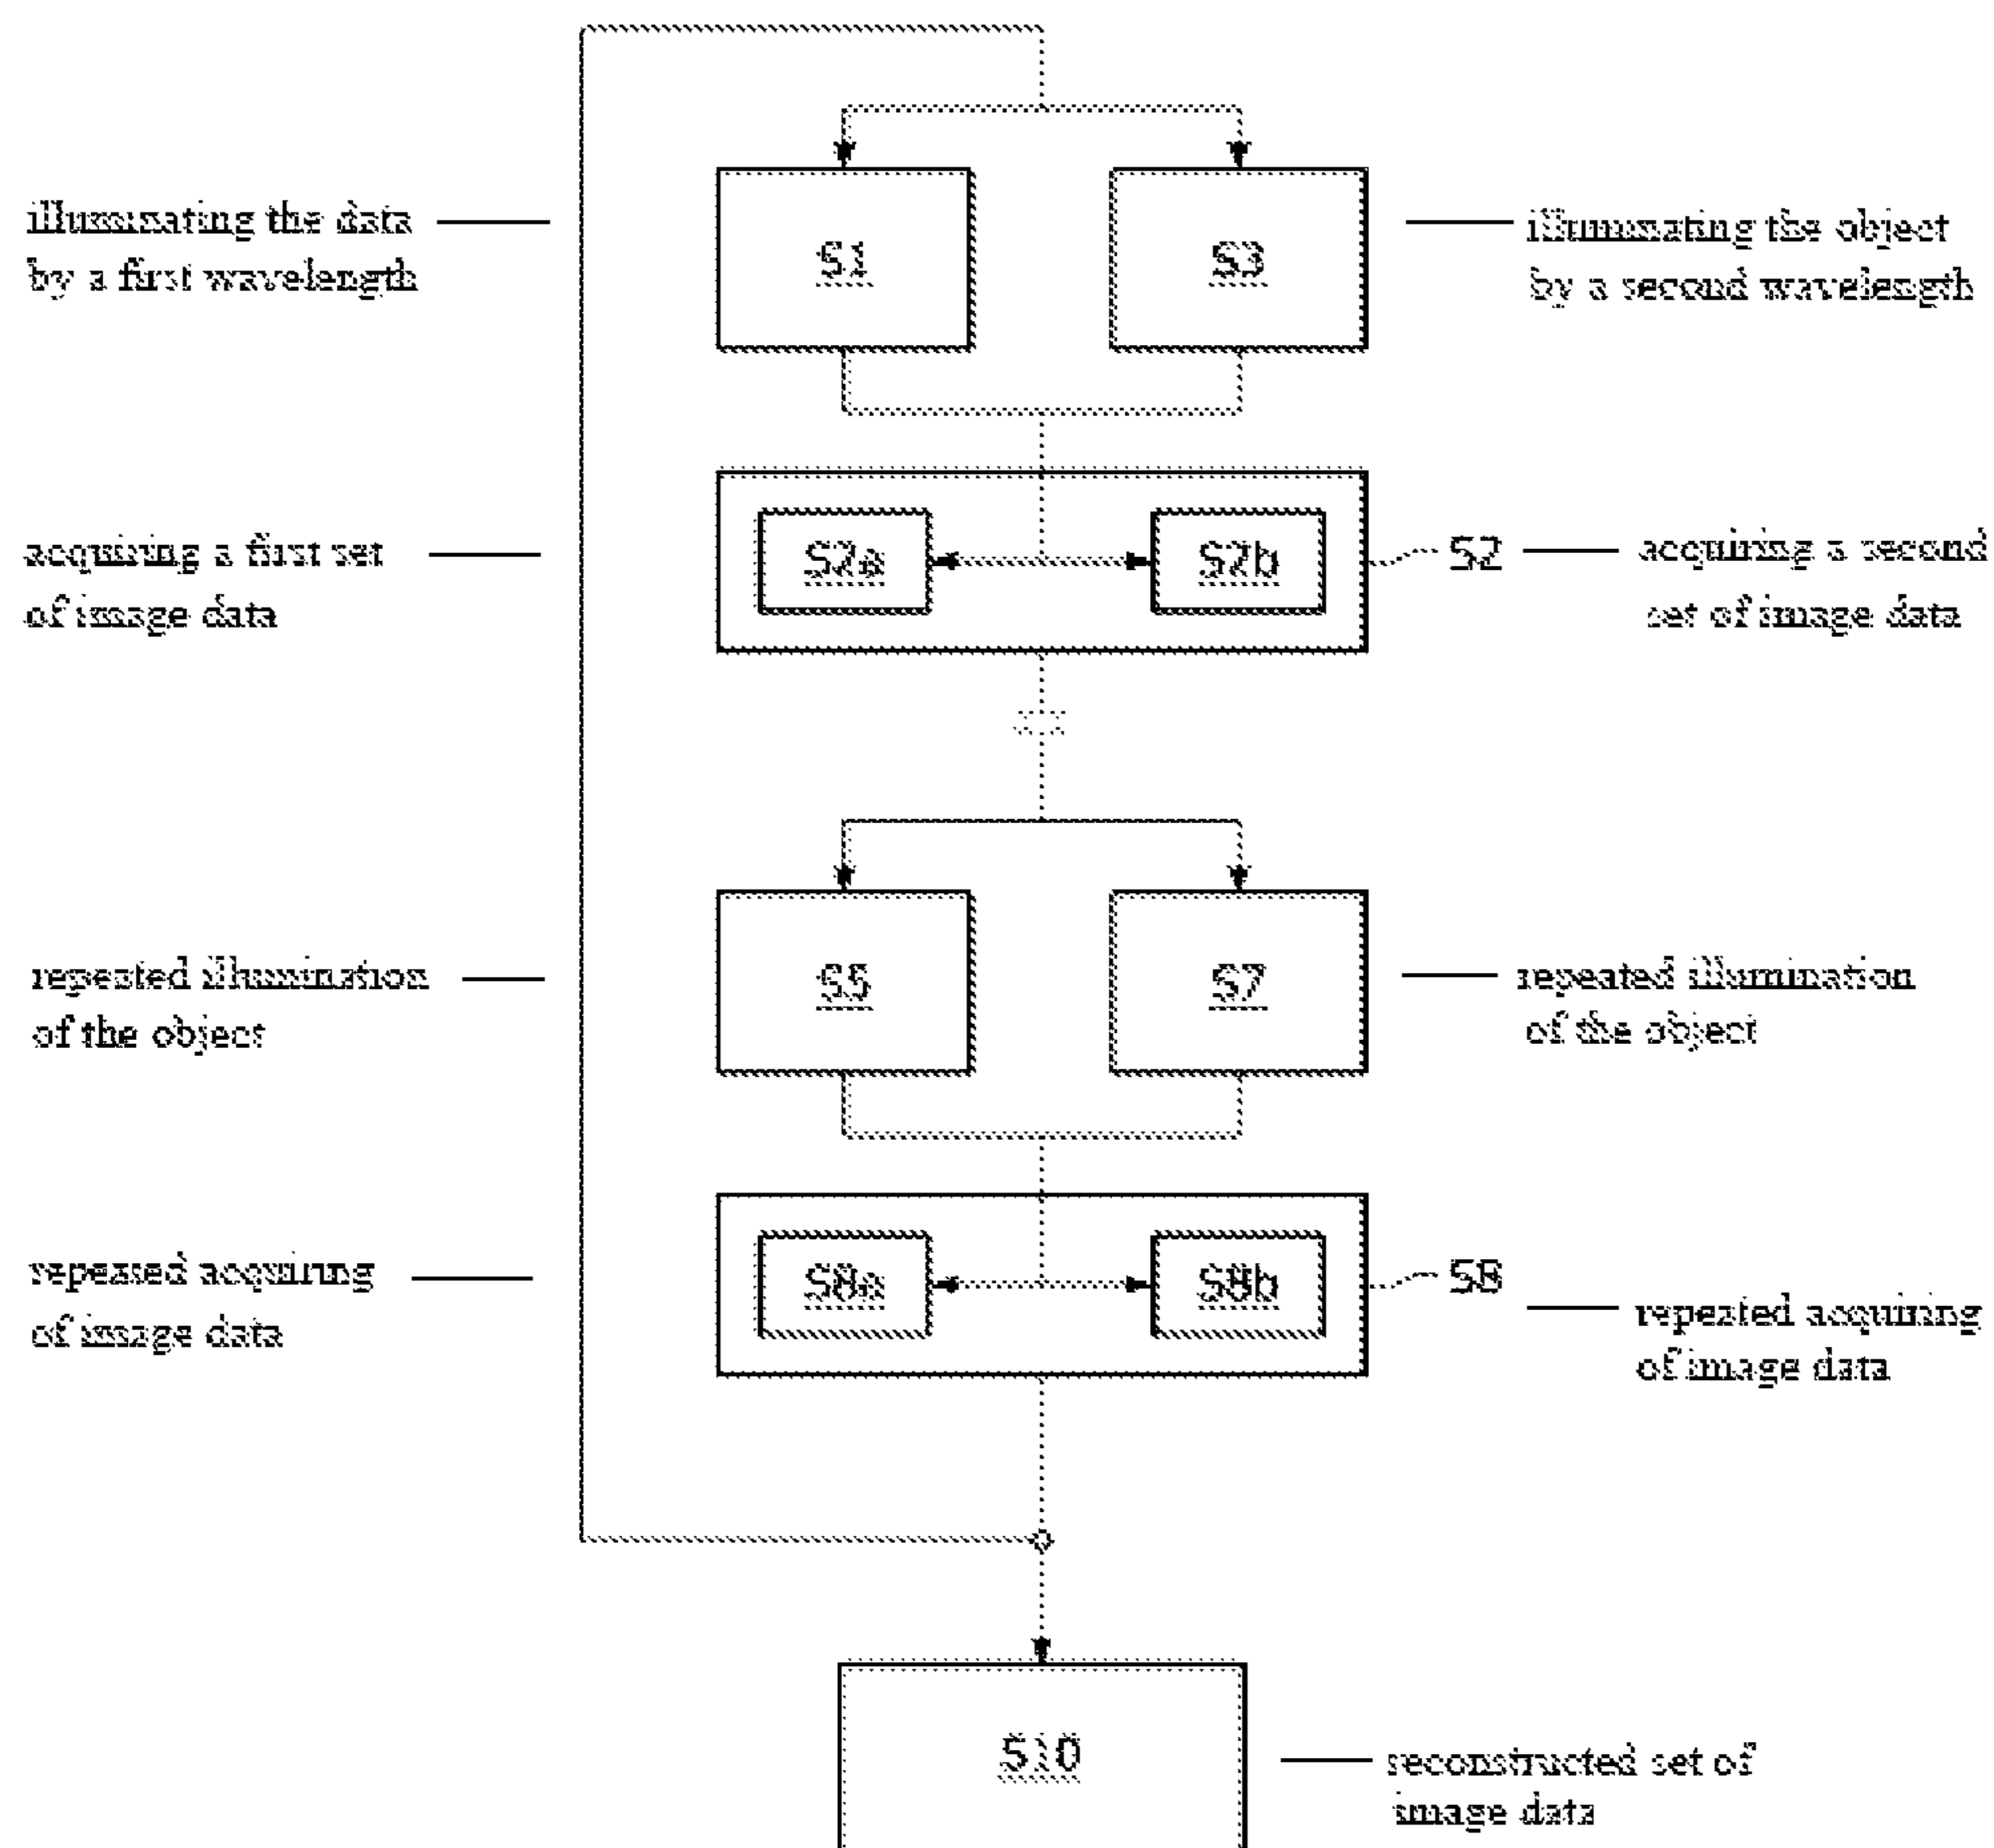 illuminating the data
by a first wavelength
S1
S3
illuminating the object
by a second wavelength
acquiring a first set
of image data
S2a
S2b
S2
acquiring a second
set of image data
repeated illumination
of the object
S5
S7
repeated illumination
of the object
repeated acquiring
of image data
S8a
S8b
S8
repeated acquiring
of image data
S10
reconstructed set of
image data